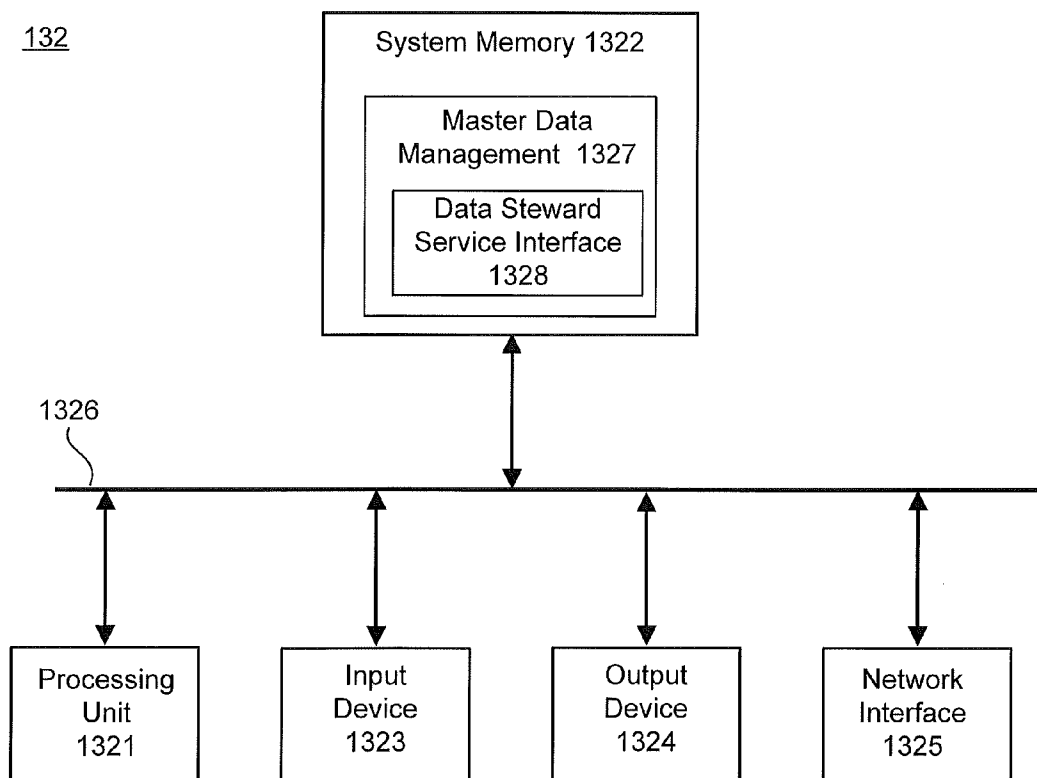 132
System Memory 1322
Master Data
Management 1327
Data Steward
Service Interface
1328
1326
Processing
Unit
1321
Input
Device
1323
Output
Device
1324
Network
Interface
1325